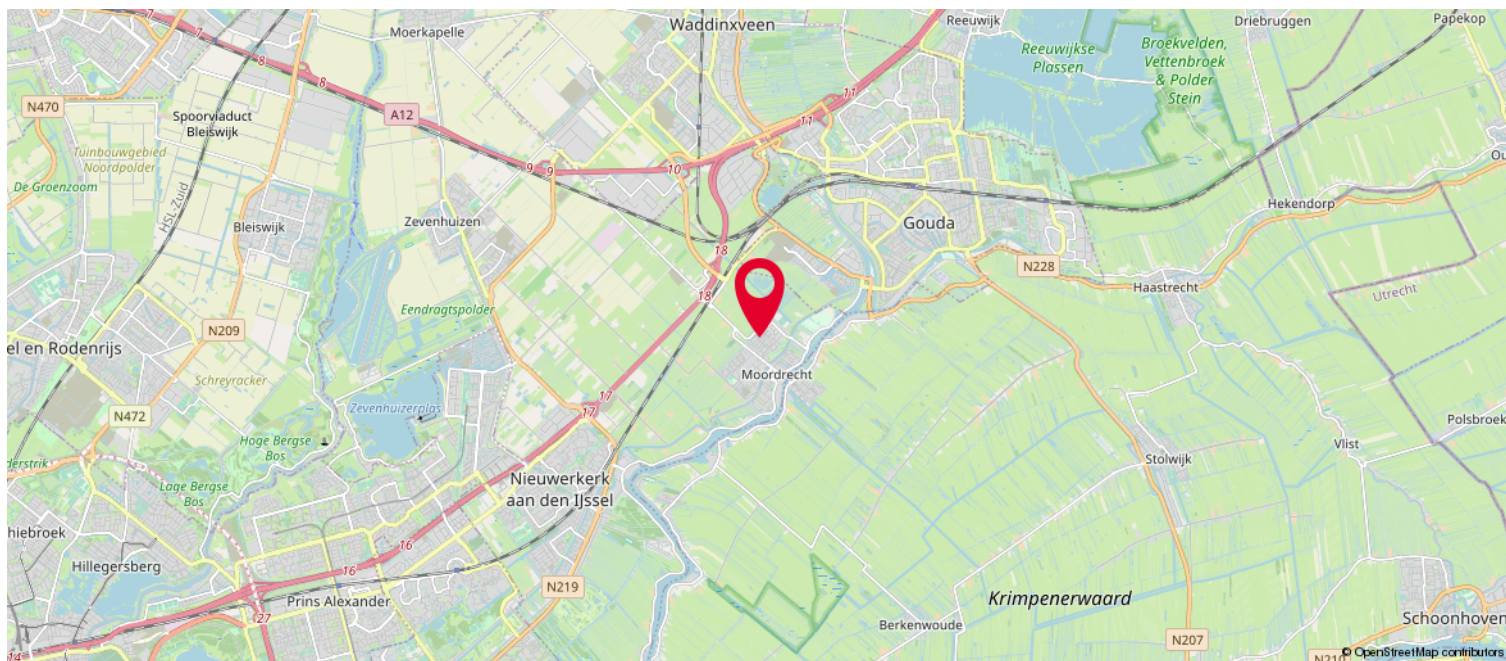 Waddinxveen
Reeuwijk
Driebruggen
Papekop
Moerkapelle
7
7
8
8
Reeuwijkse
Plassen
Broekvelden,
Vettenbroek
& Polder
Stein
N470
A12
Spoorviaduct
Bleiswijk
11
11
Tuinbouwgebied
Noordpolder
9
9
10
De Groenzoom
HSL-Zuid
Bleiswijk
Zevenhuizen
Gouda
Hekendorp
18
N228
Haastrecht
Utrecht
18
Eendragtspolder
N209
el en Rodenrijs
Schreyracker
Moordrecht
Zevenhuizerplas
17
17
N472
Hoge Bergse
Bos
Polsbroek
Vlist
Stolwijk
derstrik
Lage Bergse
Bos
Nieuwerkerk
aan den IJssel
hiebroek
16
16
Hillegersberg
N219
Prins Alexander
27
Krimpenerwaard
Berkenwoude
Schoonhoven
N207
N210
14
© OpenStreetMap contributors